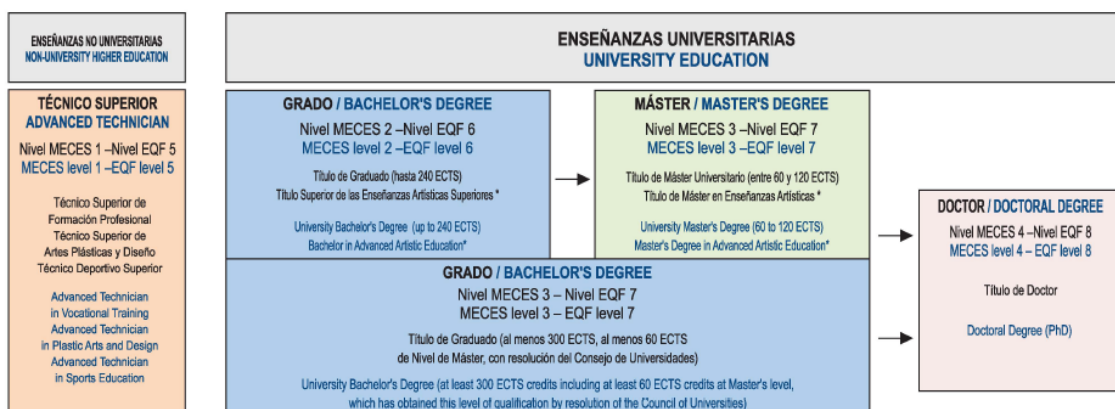 ENSEÑANZAS NO UNIVERSITARIAS
NON-UNIVERSITY HIGHER EDUCATION
TÉCNICO SUPERIOR
ADVANCED TECHNICIAN
Nivel MECES 1 –Nivel EQF 5
MECES level 1 –EQF level 5
Técnico Superior de
Formación Profesional
Técnico Superior de
Artes Plásticas y Diseño
Técnico Deportivo Superior
Advanced Technician
in Vocational Training
Advanced Technician
in Plastic Arts and Design
Advanced Technician
in Sports Education
ENSEÑANZAS UNIVERSITARIAS
UNIVERSITY EDUCATION
GRADO / BACHELOR'S DEGREE
Nivel MECES 2 –Nivel EQF 6
MECES level 2 –EQF level 6
Título de Graduado (hasta 240 ECTS)
Título Superior de las Enseñanzas Artísticas Superiores *
University Bachelor's Degree (up to 240 ECTS)
Bachelor in Advanced Artistic Education*
MÁSTER / MASTER'S DEGREE
Nivel MECES 3 –Nivel EQF 7
MECES level 3 –EQF level 7
Título de Máster Universitario (entre 60 y 120 ECTS)
Título de Máster en Enseñanzas Artísticas *
University Master's Degree (60 to 120 ECTS)
Master's Degree in Advanced Artistic Education*
GRADO / BACHELOR'S DEGREE
Nivel MECES 3 – Nivel EQF 7
MECES level 3 – EQF level 7
Título de Graduado (al menos 300 ECTS, al menos 60 ECTS
de Nivel de Máster, con resolución del Consejo de Universidades)
University Bachelor's Degree (at least 300 ECTS credits including at least 60 ECTS credits at Master's level,
which has obtained this level of qualification by resolution of the Council of Universities)
DOCTOR / DOCTORAL DEGREE
Nivel MECES 4 –Nivel EQF 8
MECES level 4 – EQF level 8
Título de Doctor
Doctoral Degree (PhD)